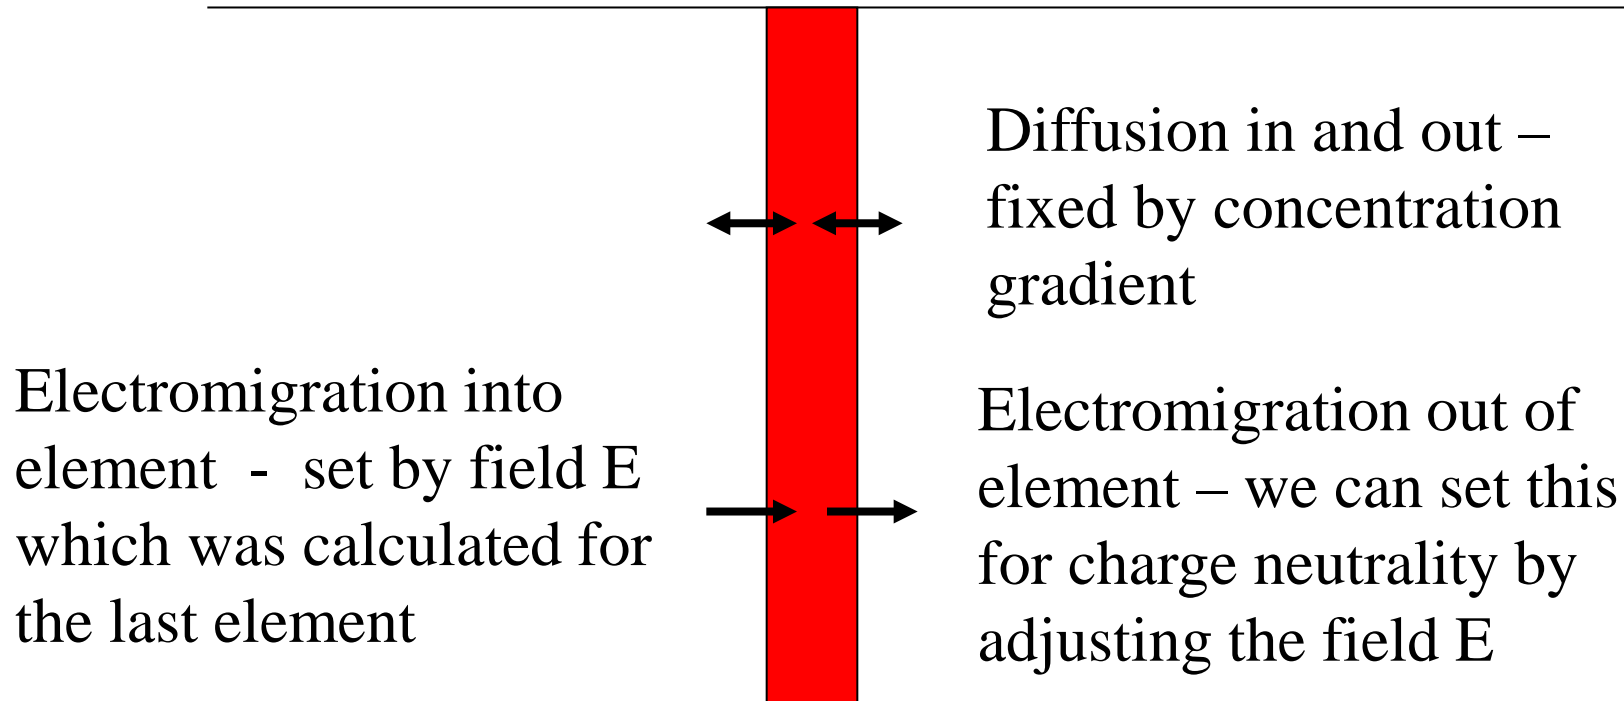 Diffusion in and out –
fixed by concentration
gradient
Electromigration into
element - set by field E
which was calculated for
the last element
Electromigration out of
element – we can set this
for charge neutrality by
adjusting the field E